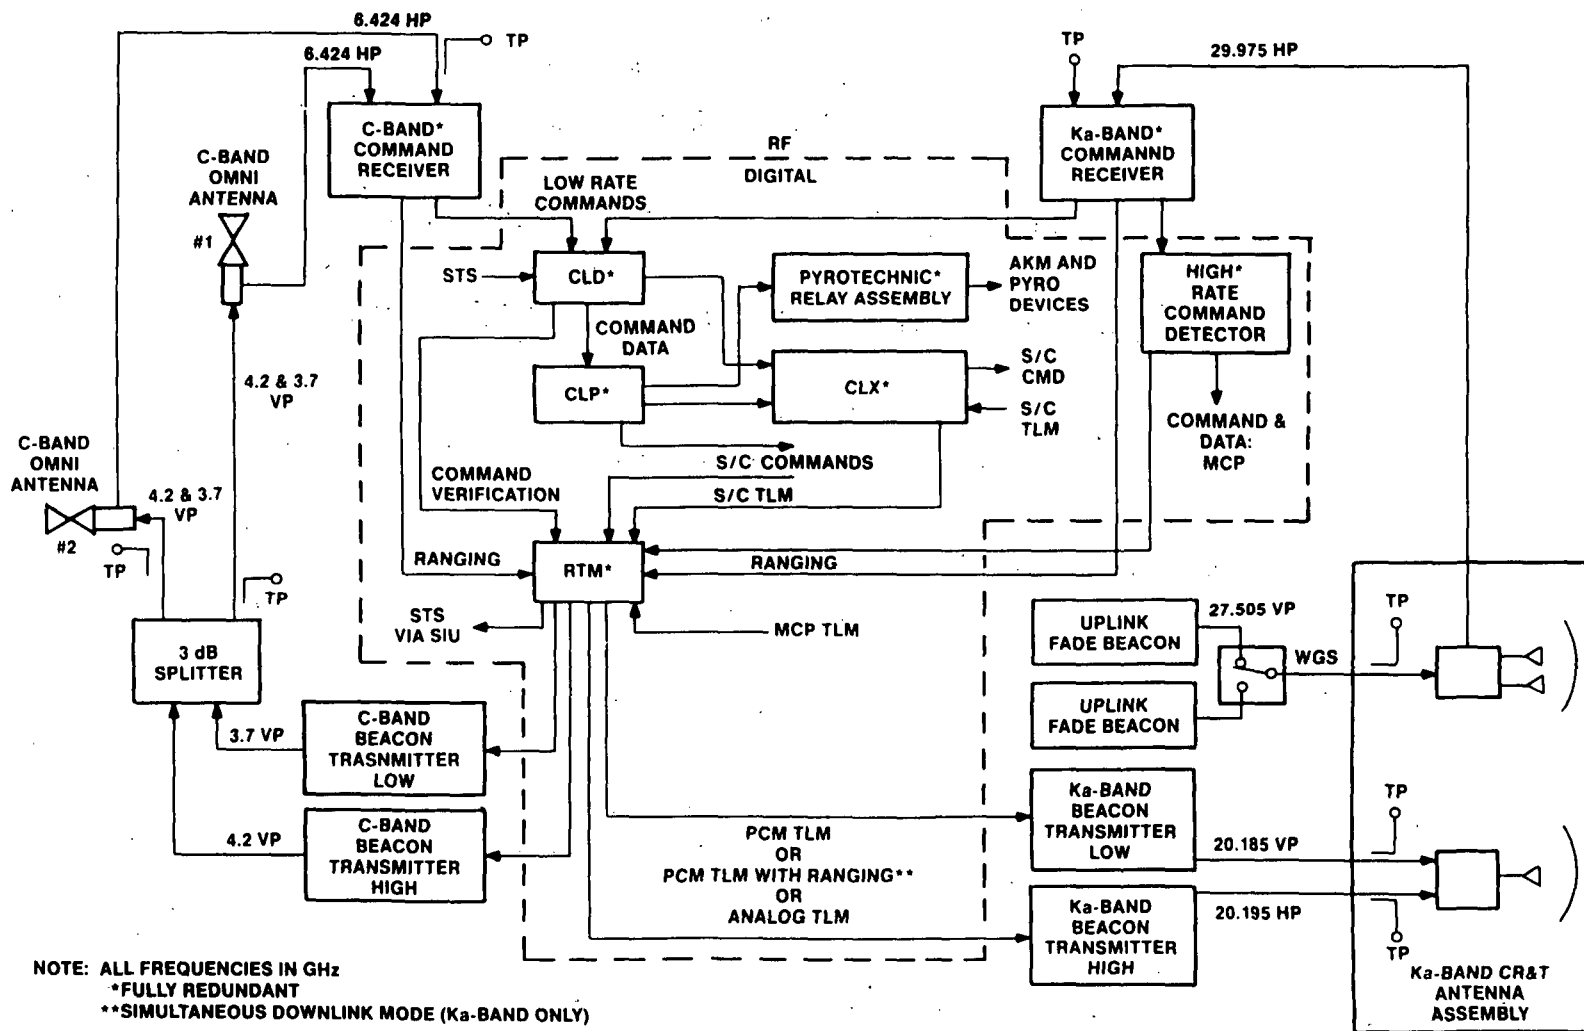 6.424 HP
6.424 HP
TP
TP
29.975 HP
C-BAND*
COMMAND
RECEIVER
Ka-BAND*
COMMANND
RECEIVER
RF
DIGITAL
C-BAND
OMNI
ANTENNA
#1
LOW RATE
COMMANDS
STS
CLD*
PYROTECHNIC*
RELAY ASSEMBLY
AKM AND
PYRO
DEVICES
HIGH*
RATE
COMMAND
DETECTOR
COMMAND
DATA
CLP*
CLX*
S/C
CMD
S/C
TLM
4.2 & 3.7
VP
COMMAND &
DATA:
MCP
C-BAND
OMNI
ANTENNA
#2
4.2 & 3.7
VP
S/C COMMANDS
COMMAND
VERIFICATION
S/C TLM
TP
TP
RANGING
RTM*
RANGING
STS
VIA SIU
MCP TLM
3 dB
SPLITTER
UPLINK
FADE BEACON
27.505 VP
WGS
TP
UPLINK
FADE BEACON
3.7 VP
C-BAND
BEACON
TRASNMITTER
LOW
4.2 VP
C-BAND
BEACON
TRANSMITTER
HIGH
PCM TLM
OR
PCM TLM WITH RANGING**
OR
ANALOG TLM
Ka-BAND
BEACON
TRANSMITTER
LOW
20.185 VP
TP
Ka-BAND
BEACON
TRANSMITTER
HIGH
20.195 HP
TP
Ka-BAND CR&T
ANTENNA
ASSEMBLY
NOTE: ALL FREQUENCIES IN GHz
*FULLY REDUNDANT
**SIMULTANEOUS DOWNLINK MODE (Ka-BAND ONLY)